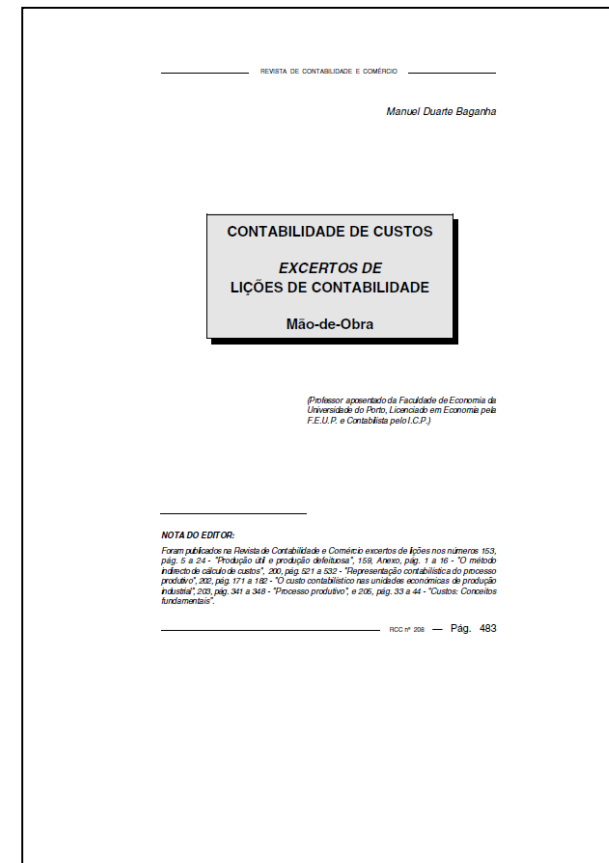 REVISTA DE CONTABILIDADE E COMÉRCIO
Manuel Duarte Baganha
CONTABILIDADE DE CUSTOS
EXCERTOS DE
LIÇÕES DE CONTABILIDADE
Mão-de-Obra
(Professor aposentado da Faculdade de Economia da
Universidade do Porto, Licenciado em Economia pela
F.E.U.P. e Contabilista pelo I.C.P.)
NOTA DO EDITOR:
Foram publicados na Revista de Contabilidade e Comércio excertos de lições nos números 153,
pág. 5 a 24 - "Produção útil e produção defeituosa", 159, Anexo, pág. 1 a 16 - "O método
indirecto de cálculo de custos", 200, pág. 521 a 532 - "Representação contabilística do processo
produtivo", 202, pág. 171 a 182 - "O custo contabilístico nas unidades económicas de produção
industrial", 203, pág. 341 a 348 - "Processo produtivo", e 205, pág. 33 a 44 - "Custos: Conceitos
fundamentais".
RCC nº 208 — Pág. 483